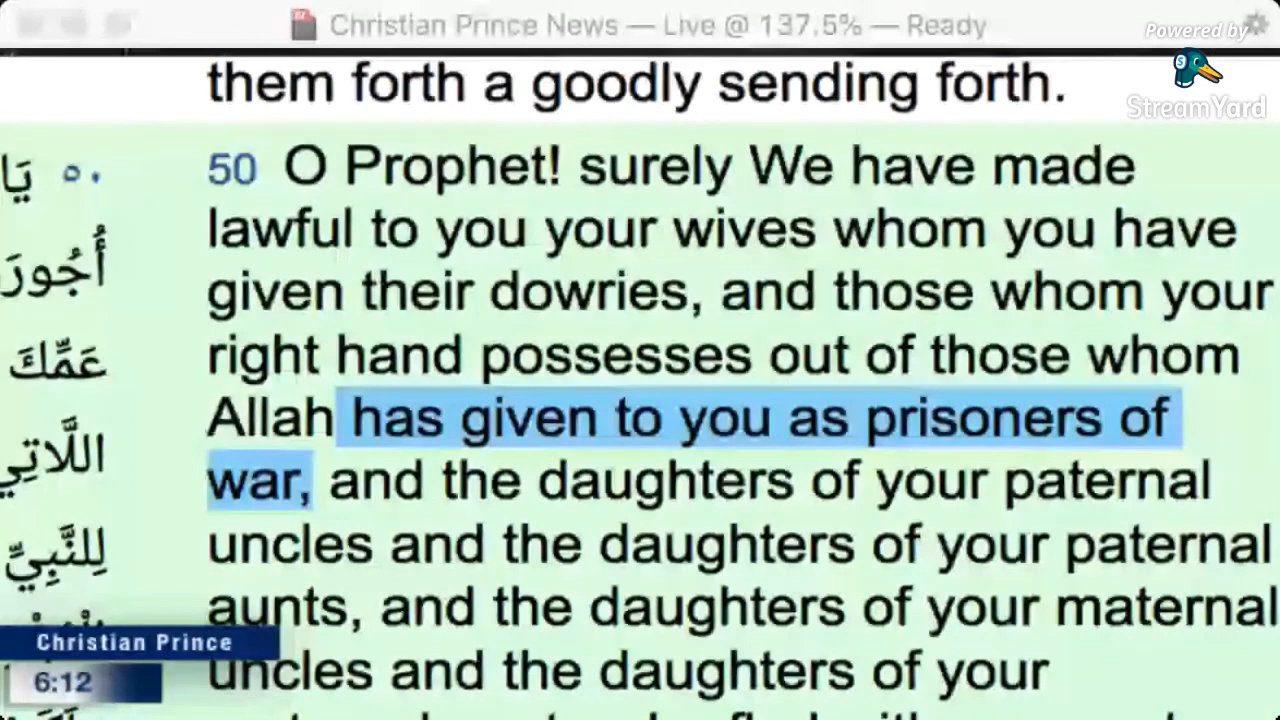 Christian Prince News — Live @ 137.5% — Ready
Powered by
StreamYard
them forth a goodly sending forth.
50 O Prophet! surely We have made
lawful to you your wives whom you have
given their dowries, and those whom your
right hand possesses out of those whom
Allah has given to you as prisoners of
war, and the daughters of your paternal
uncles and the daughters of your paternal
aunts, and the daughters of your maternal
uncles and the daughters of your
٥٠ يَا
أُجُورَ
عَمِّكَ
اللَّاتِي
لِلنَّبِيِّ
Christian Prince
6:12